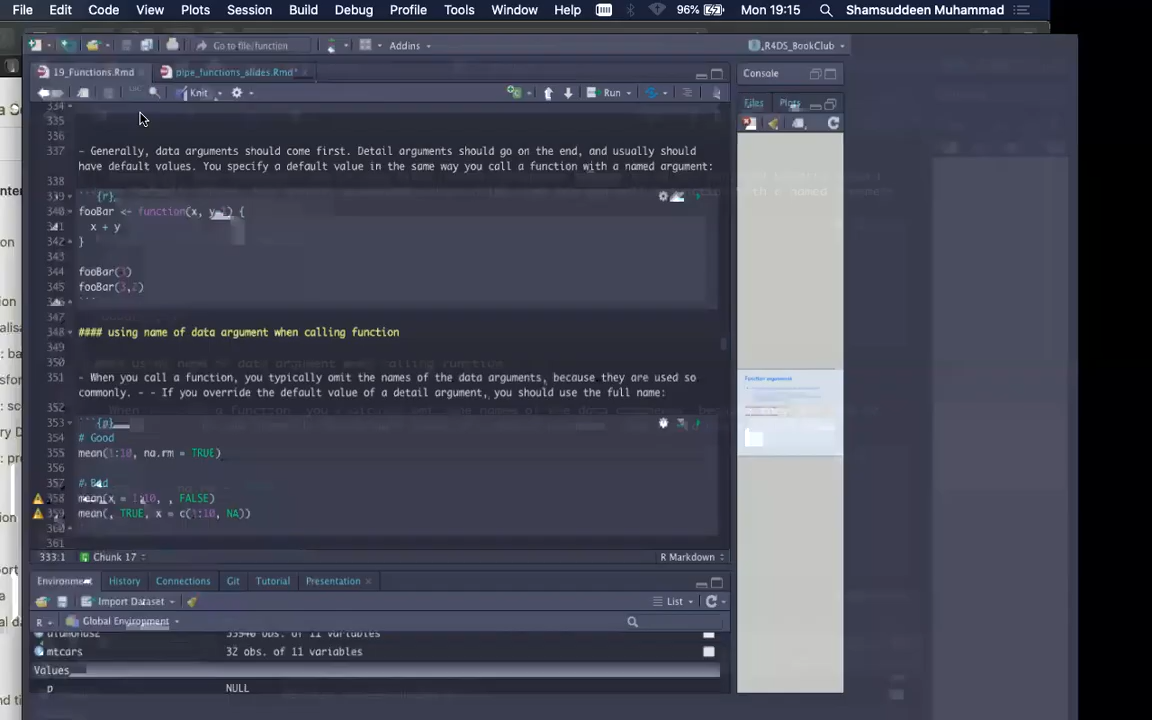 File Edit Code View Plots Session Build Debug Profile Tools Window Help 96% Mon 19:15 Shamsuddeen Muhammad
Go to file/function Addins R4DS_BookClub
19_Functions.Rmd pipe_functions_slides.Rmd* Console
Knit Run Files Plots
334
335
336
337 - Generally, data arguments should come first. Detail arguments should go on the end, and usually should
have default values. You specify a default value in the same way you call a function with a named argument:
338
339 ```{r}
340 fooBar <- function(x, y
341 x + y
342 }
343
344 fooBar(3)
345 fooBar(3,2)
346 ```
347
348 #### using name of data argument when calling function
349
350
351 - When you call a function, you typically omit the names of the data arguments, because they are used so
commonly. - - If you override the default value of a detail argument, you should use the full name:
352
353 ```{r}
354 # Good
355 mean(1:10, na.rm = TRUE)
356
357 # Bad
358 mean(x = 1:10, , FALSE)
359 mean(, TRUE, x = c(1:10, NA))
360
361
333:1 Chunk 17 R Markdown
Environment History Connections Git Tutorial Presentation
Import Dataset List
R Global Environment
diamonds2 53940 obs. of 11 variables
mtcars 32 obs. of 11 variables
Values
p NULL
Function arguments